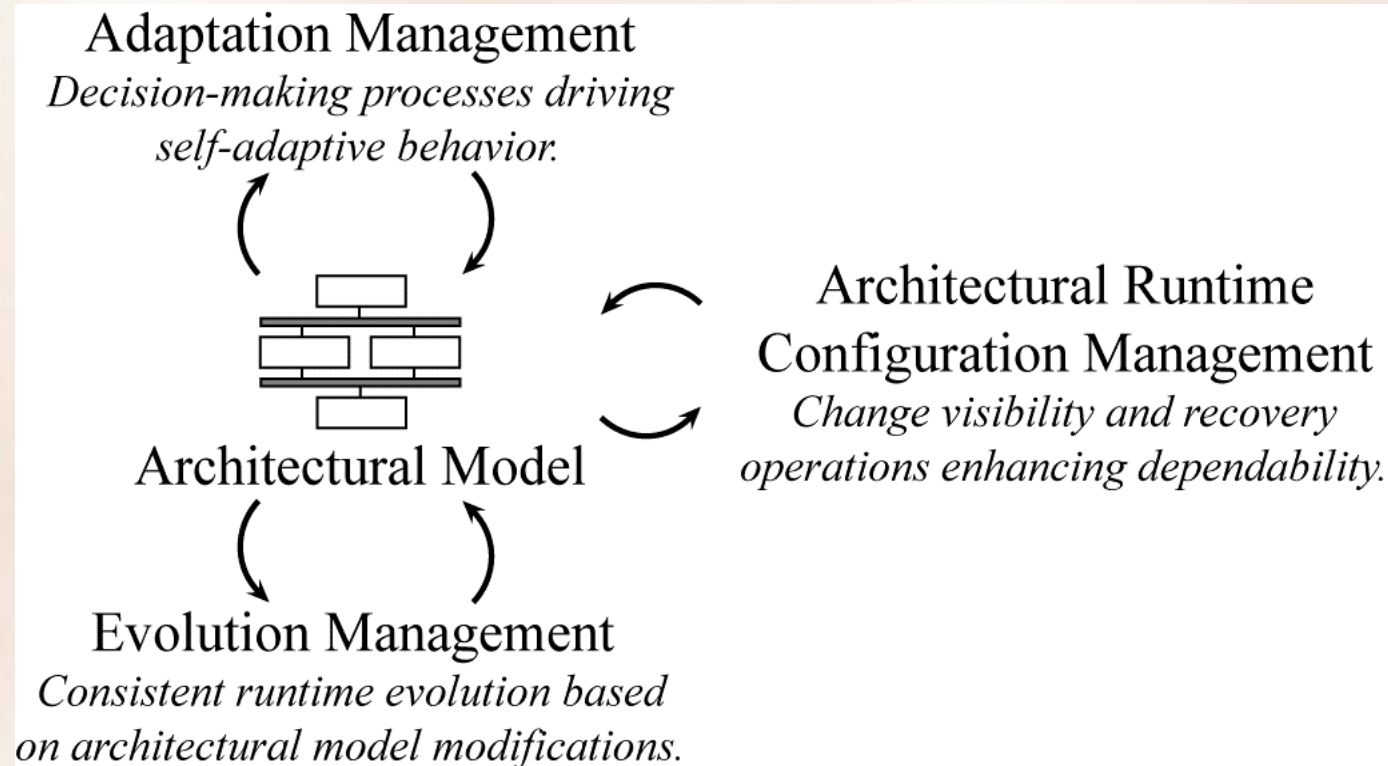 Adaptation Management
Decision-making processes driving
self-adaptive behavior.
Architectural Runtime
Configuration Management
Change visibility and recovery
operations enhancing dependability.
Architectural Model
Evolution Management
Consistent runtime evolution based
on architectural model modifications.